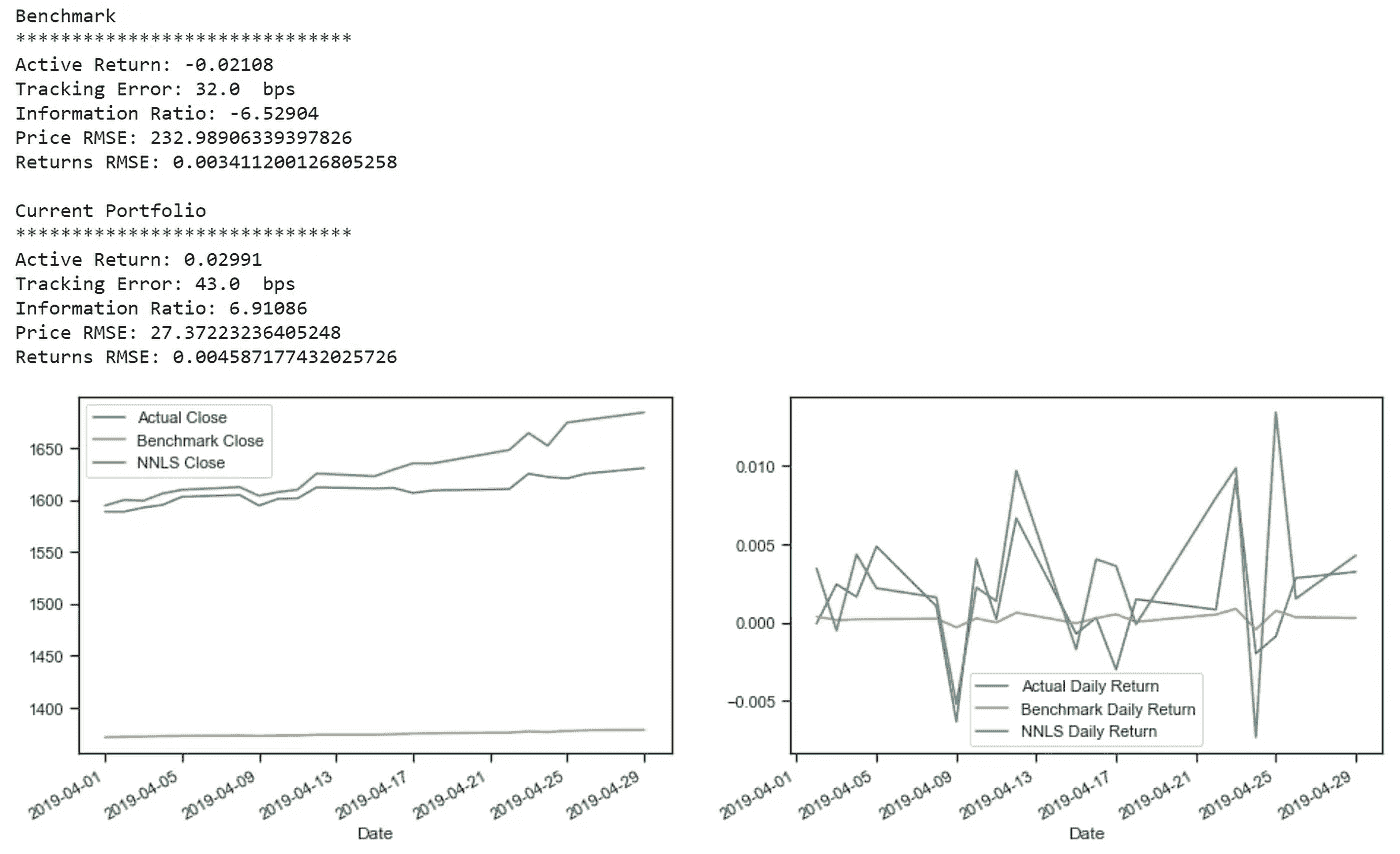 Benchmark
******************************
Active Return: -0.02108
Tracking Error: 32.0  bps
Information Ratio: -6.52904
Price RMSE: 232.98906339397826
Returns RMSE: 0.003411200126805258
Current Portfolio
******************************
Active Return: 0.02991
Tracking Error: 43.0  bps
Information Ratio: 6.91086
Price RMSE: 27.37223236405248
Returns RMSE: 0.004587177432025726
Actual Close
Benchmark Close
NNLS Close
1650
1600
1550
1500
1450
1400
2019-04-01
2019-04-05
2019-04-09
2019-04-13
2019-04-17
2019-04-21
2019-04-25
2019-04-29
Date
0.010
0.005
0.000
−0.005
Actual Daily Return
Benchmark Daily Return
NNLS Daily Return
2019-04-01
2019-04-05
2019-04-09
2019-04-13
2019-04-17
2019-04-21
2019-04-25
2019-04-29
Date